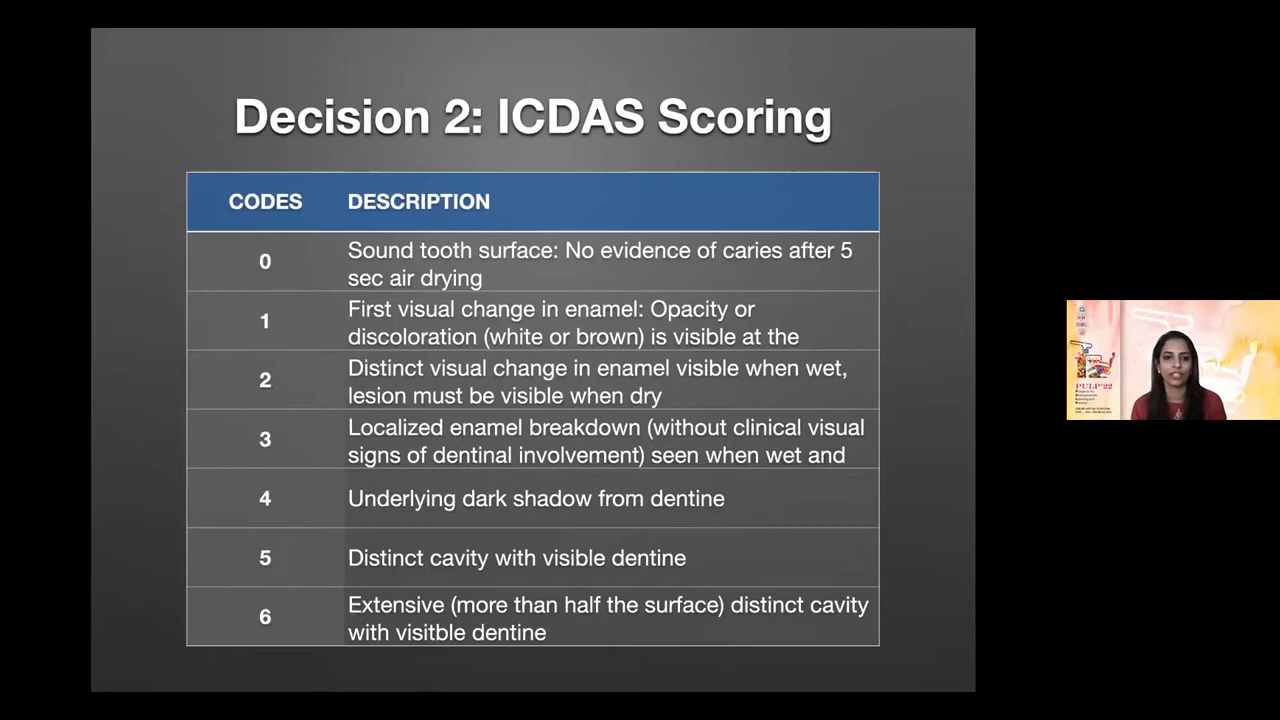 Decision 2: ICDAS Scoring
CODES DESCRIPTION
0 Sound tooth surface: No evidence of caries after 5
sec air drying
1 First visual change in enamel: Opacity or
discoloration (white or brown) is visible at the
2 Distinct visual change in enamel visible when wet,
lesion must be visible when dry
3 Localized enamel breakdown (without clinical visual
signs of dentinal involvement) seen when wet and
4 Underlying dark shadow from dentine
5 Distinct cavity with visible dentine
6 Extensive (more than half the surface) distinct cavity
with visitble dentine
PULP'22